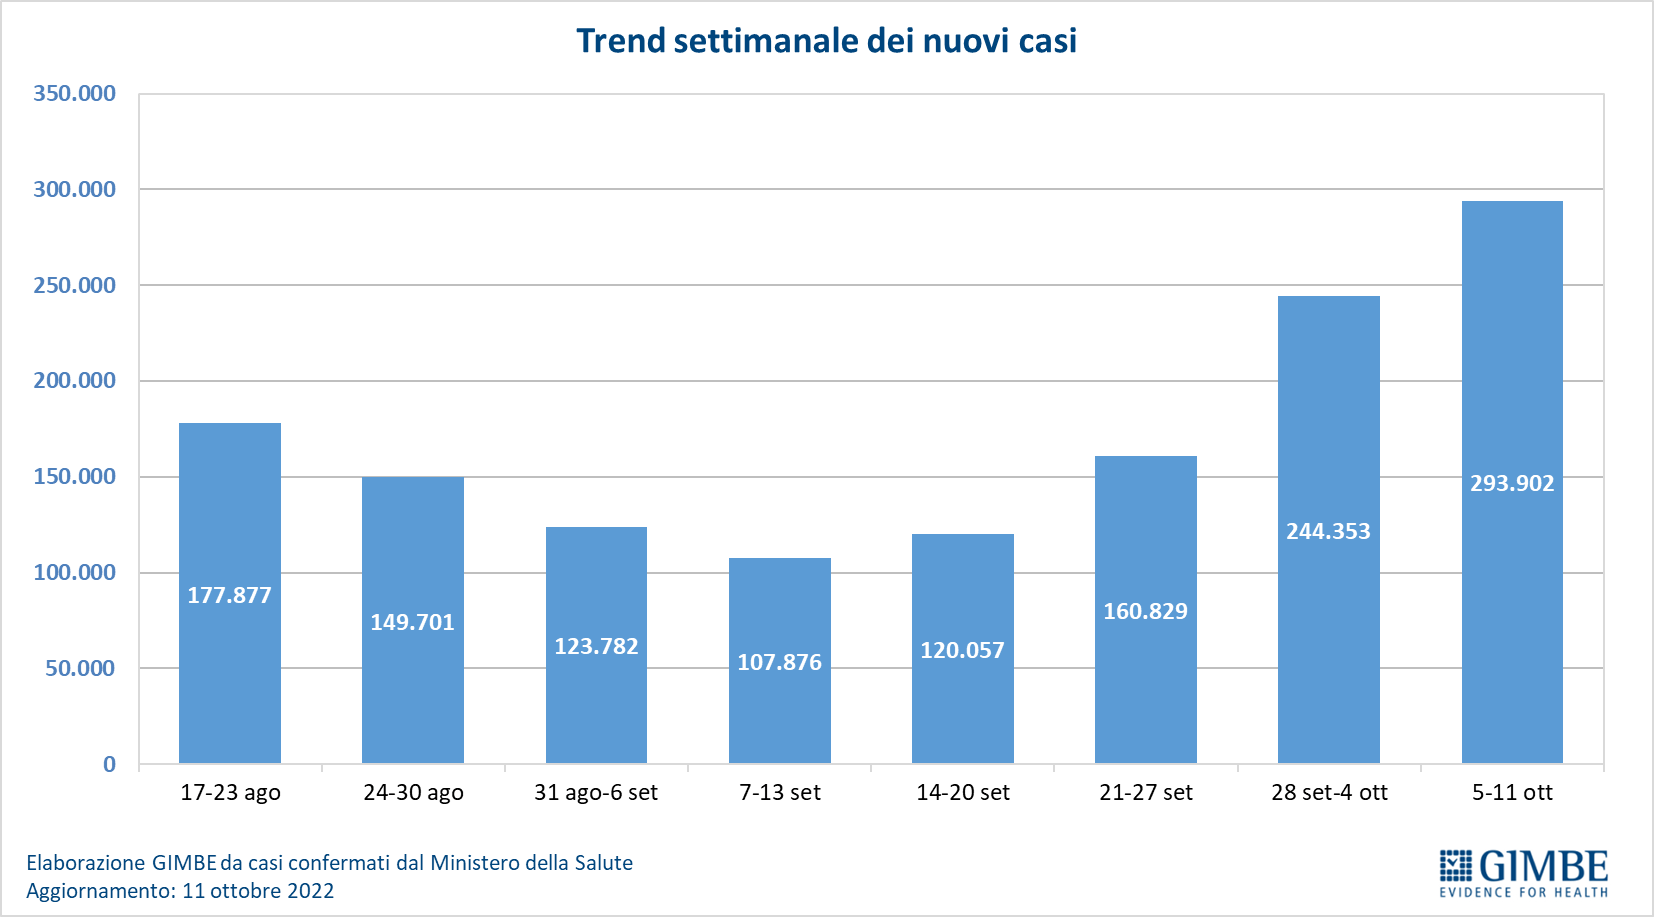 Trend settimanale dei nuovi casi
350.000
300.000
250.000
200.000
150.000
100.000
50.000
0
177.877
149.701
123.782
107.876
120.057
160.829
244.353
293.902
17-23 ago
24-30 ago
31 ago-6 set
7-13 set
14-20 set
21-27 set
28 set-4 ott
5-11 ott
Elaborazione GIMBE da casi confermati dal Ministero della Salute
Aggiornamento: 11 ottobre 2022
GIMBE
EVIDENCE FOR HEALTH